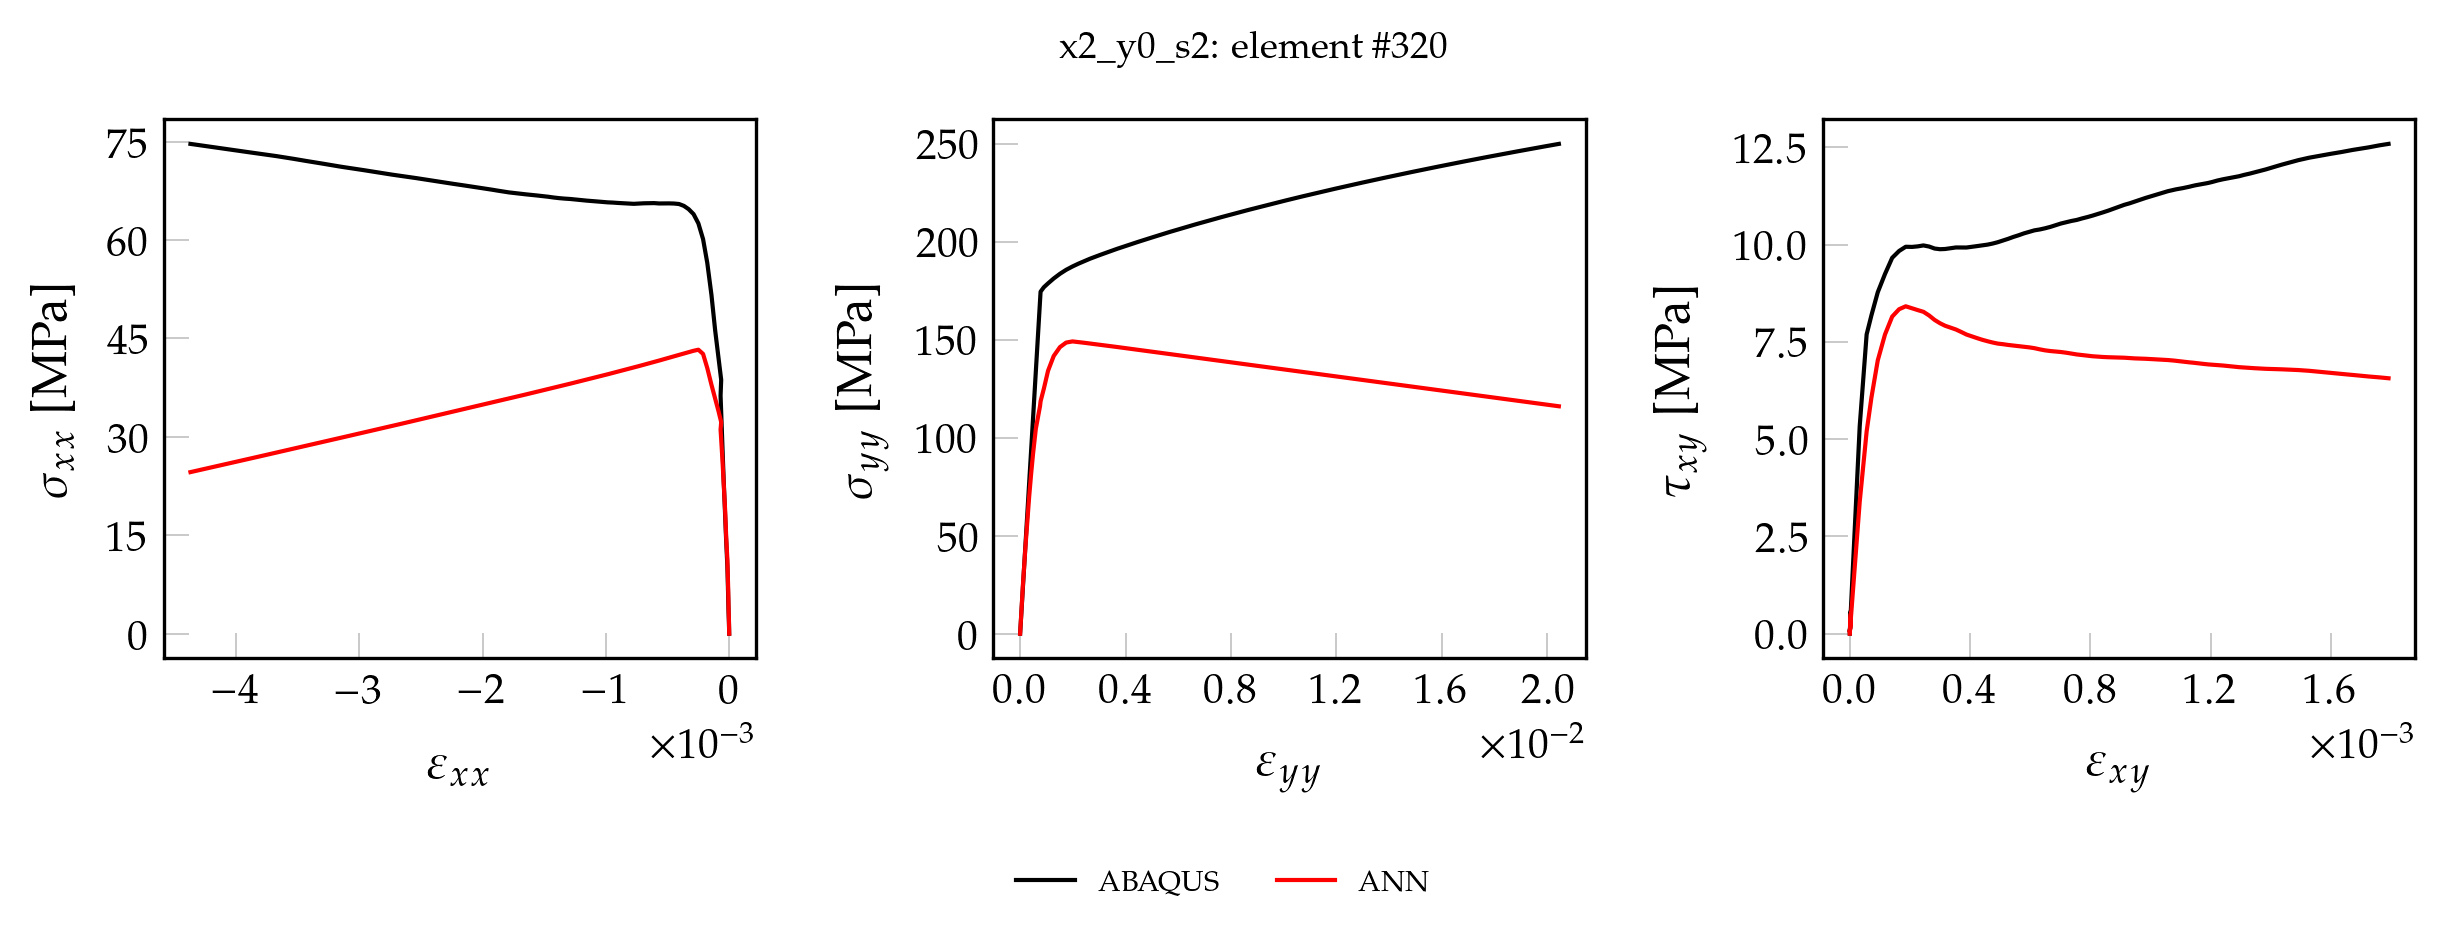 x2_y0_s2: element #320
75
60
45
30
15
0
σxx [MPa]
−4 −3 −2 −1 0
×10−3
εxx
250
200
150
100
50
0
σyy [MPa]
0.0 0.4 0.8 1.2 1.6 2.0
×10−2
εyy
12.5
10.0
7.5
5.0
2.5
0.0
τxy [MPa]
0.0 0.4 0.8 1.2 1.6
×10−3
εxy
ABAQUS ANN